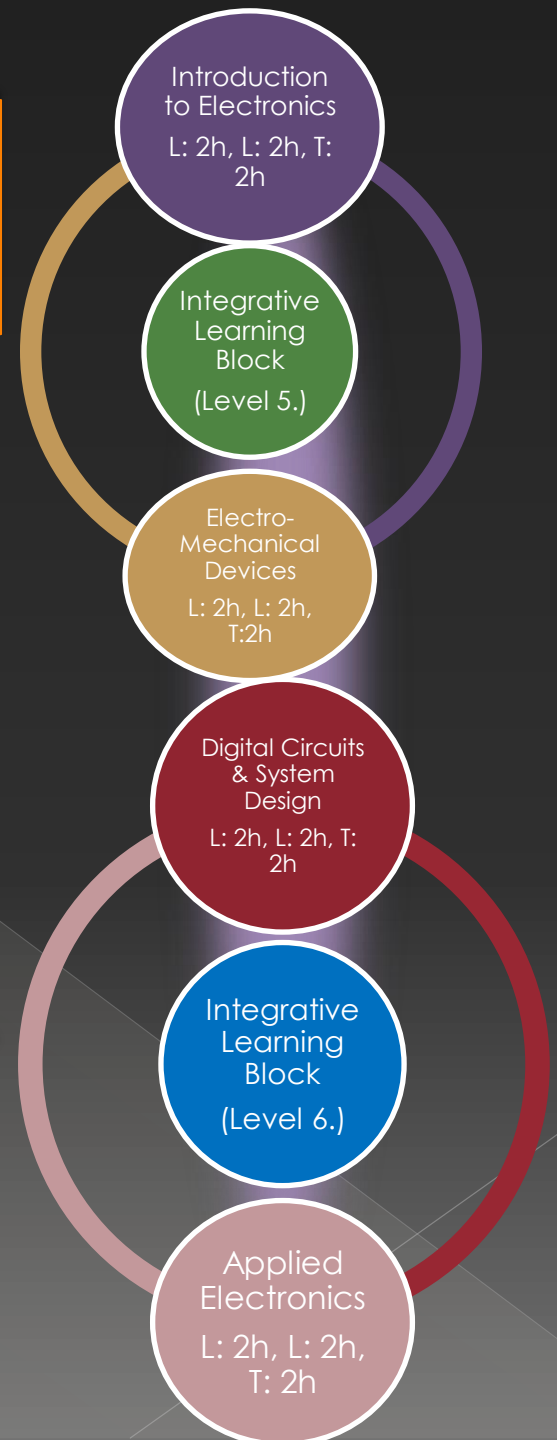 Introduction
to Electronics
L: 2h, L: 2h, T:
2h
Integrative
Learning
Block
(Level 5.)
Electro-
Mechanical
Devices
L: 2h, L: 2h,
T:2h
Digital Circuits
& System
Design
L: 2h, L: 2h, T:
2h
Integrative
Learning
Block
(Level 6.)
Applied
Electronics
L: 2h, L: 2h,
T: 2h